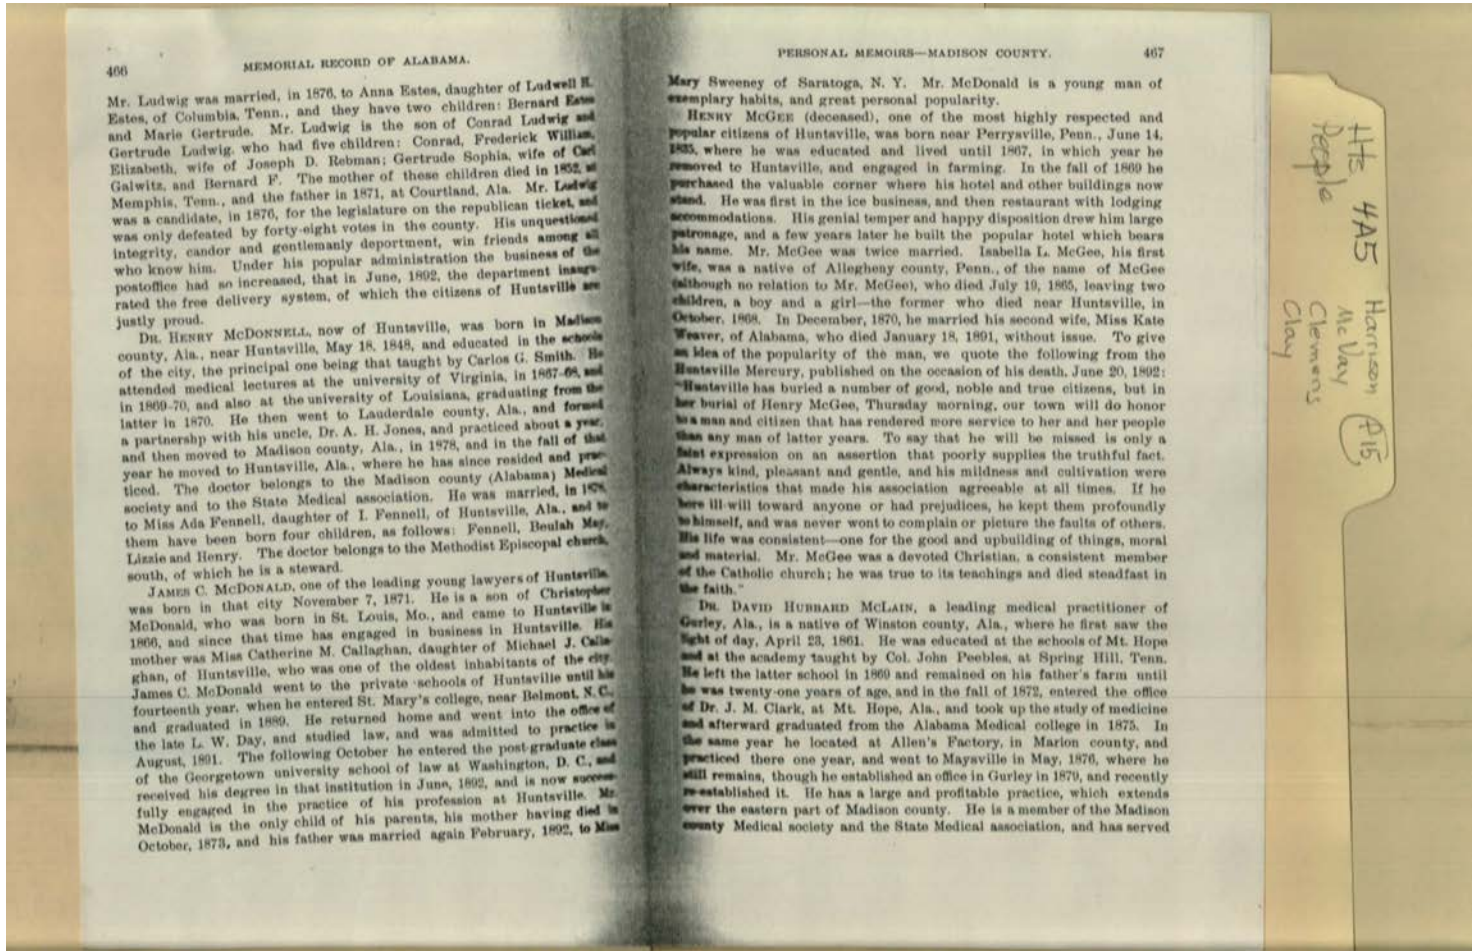 466
MEMORIAL RECORD OF ALABAMA.
Mr. Ludwig was married, in 1876, to Anna Estes, daughter of Ludwell H.
Estes, of Columbia, Tenn., and they have two children: Bernard Estes
and Marie Gertrude. Mr. Ludwig is the son of Conrad Ludwig and
Gertrude Ludwig, who had five children: Conrad, Frederick William,
Elizabeth, wife of Joseph D. Rebman; Gertrude Sophia, wife of Carl
Galwitz, and Bernard F. The mother of these children died in 1852, at
Memphis, Tenn., and the father in 1871, at Courtland, Ala. Mr. Ludwig
was a candidate, in 1876, for the legislature on the republican ticket, and
was only defeated by forty-eight votes in the county. His unquestioned
integrity, candor and gentlemanly deportment, win friends among all
who know him. Under his popular administration the business of the
postoffice had so increased, that in June, 1892, the department inaugu-
rated the free delivery system, of which the citizens of Huntsville are
justly proud.
DR. HENRY MCDONNELL, now of Huntsville, was born in Madison
county, Ala., near Huntsville, May 18, 1848, and educated in the schools
of the city, the principal one being that taught by Carlos G. Smith. He
attended medical lectures at the university of Virginia, in 1867-68, and
in 1869-70, and also at the university of Louisiana, graduating from the
latter in 1870. He then went to Lauderdale county, Ala., and formed
a partnershp with his uncle, Dr. A. H. Jones, and practiced about a year,
and then moved to Madison county, Ala., in 1878, and in the fall of that
year he moved to Huntsville, Ala., where he has since resided and prac-
ticed. The doctor belongs to the Madison county (Alabama) Medical
society and to the State Medical association. He was married, in 1878,
to Miss Ada Fennell, daughter of I. Fennell, of Huntsville, Ala., and to
them have been born four children, as follows: Fennell, Beulah May,
Lizzie and Henry. The doctor belongs to the Methodist Episcopal church,
south, of which he is a steward.
JAMES C. MCDONALD, one of the leading young lawyers of Huntsville,
was born in that city November 7, 1871. He is a son of Christopher
McDonald, who was born in St. Louis, Mo., and came to Huntsville in
1866, and since that time has engaged in business in Huntsville. His
mother was Miss Catherine M. Callaghan, daughter of Michael J. Calla-
ghan, of Huntsville, who was one of the oldest inhabitants of the city.
James C. McDonald went to the private schools of Huntsville until his
fourteenth year, when he entered St. Mary's college, near Belmont, N. C.,
and graduated in 1889. He returned home and went into the office of
the late L. W. Day, and studied law, and was admitted to practice in
August, 1891. The following October he entered the post-graduate class
of the Georgetown university school of law at Washington, D. C., and
received his degree in that institution in June, 1892, and is now success-
fully engaged in the practice of his profession at Huntsville. Mr.
McDonald is the only child of his parents, his mother having died in
October, 1873, and his father was married again February, 1892, to Miss
PERSONAL MEMOIRS—MADISON COUNTY.
467
Mary Sweeney of Saratoga, N. Y. Mr. McDonald is a young man of
exemplary habits, and great personal popularity.
HENRY MCGEE (deceased), one of the most highly respected and
popular citizens of Huntsville, was born near Perrysville, Penn., June 14,
1835, where he was educated and lived until 1867, in which year he
removed to Huntsville, and engaged in farming. In the fall of 1869 he
purchased the valuable corner where his hotel and other buildings now
stand. He was first in the ice business, and then restaurant with lodging
accommodations. His genial temper and happy disposition drew him large
patronage, and a few years later he built the popular hotel which bears
his name. Mr. McGee was twice married. Isabella L. McGee, his first
wife, was a native of Allegheny county, Penn., of the name of McGee
(although no relation to Mr. McGee), who died July 19, 1865, leaving two
children, a boy and a girl—the former who died near Huntsville, in
October, 1868. In December, 1870, he married his second wife, Miss Kate
Weaver, of Alabama, who died January 18, 1891, without issue. To give
an idea of the popularity of the man, we quote the following from the
Huntsville Mercury, published on the occasion of his death, June 20, 1892:
"Huntsville has buried a number of good, noble and true citizens, but in
her burial of Henry McGee, Thursday morning, our town will do honor
to a man and citizen that has rendered more service to her and her people
than any man of latter years. To say that he will be missed is only a
faint expression on an assertion that poorly supplies the truthful fact.
Always kind, pleasant and gentle, and his mildness and cultivation were
characteristics that made his association agreeable at all times. If he
bore ill-will toward anyone or had prejudices, he kept them profoundly
to himself, and was never wont to complain or picture the faults of others.
His life was consistent—one for the good and upbuilding of things, moral
and material. Mr. McGee was a devoted Christian, a consistent member
of the Catholic church; he was true to its teachings and died steadfast in
the faith."
DR. DAVID HUBBARD MCLAIN, a leading medical practitioner of
Gurley, Ala., is a native of Winston county, Ala., where he first saw the
light of day, April 23, 1861. He was educated at the schools of Mt. Hope
and at the academy taught by Col. John Peebles, at Spring Hill, Tenn.
He left the latter school in 1869 and remained on his father's farm until
he was twenty-one years of age, and in the fall of 1872, entered the office
of Dr. J. M. Clark, at Mt. Hope, Ala., and took up the study of medicine
and afterward graduated from the Alabama Medical college in 1875. In
the same year he located at Allen's Factory, in Marion county, and
practiced there one year, and went to Maysville in May, 1876, where he
still remains, though he established an office in Gurley in 1879, and recently
re-established it. He has a large and profitable practice, which extends
over the eastern part of Madison county. He is a member of the Madison
county Medical society and the State Medical association, and has served
Hts 4A5 Harrison P15,
People McVay
Clemens
Clay